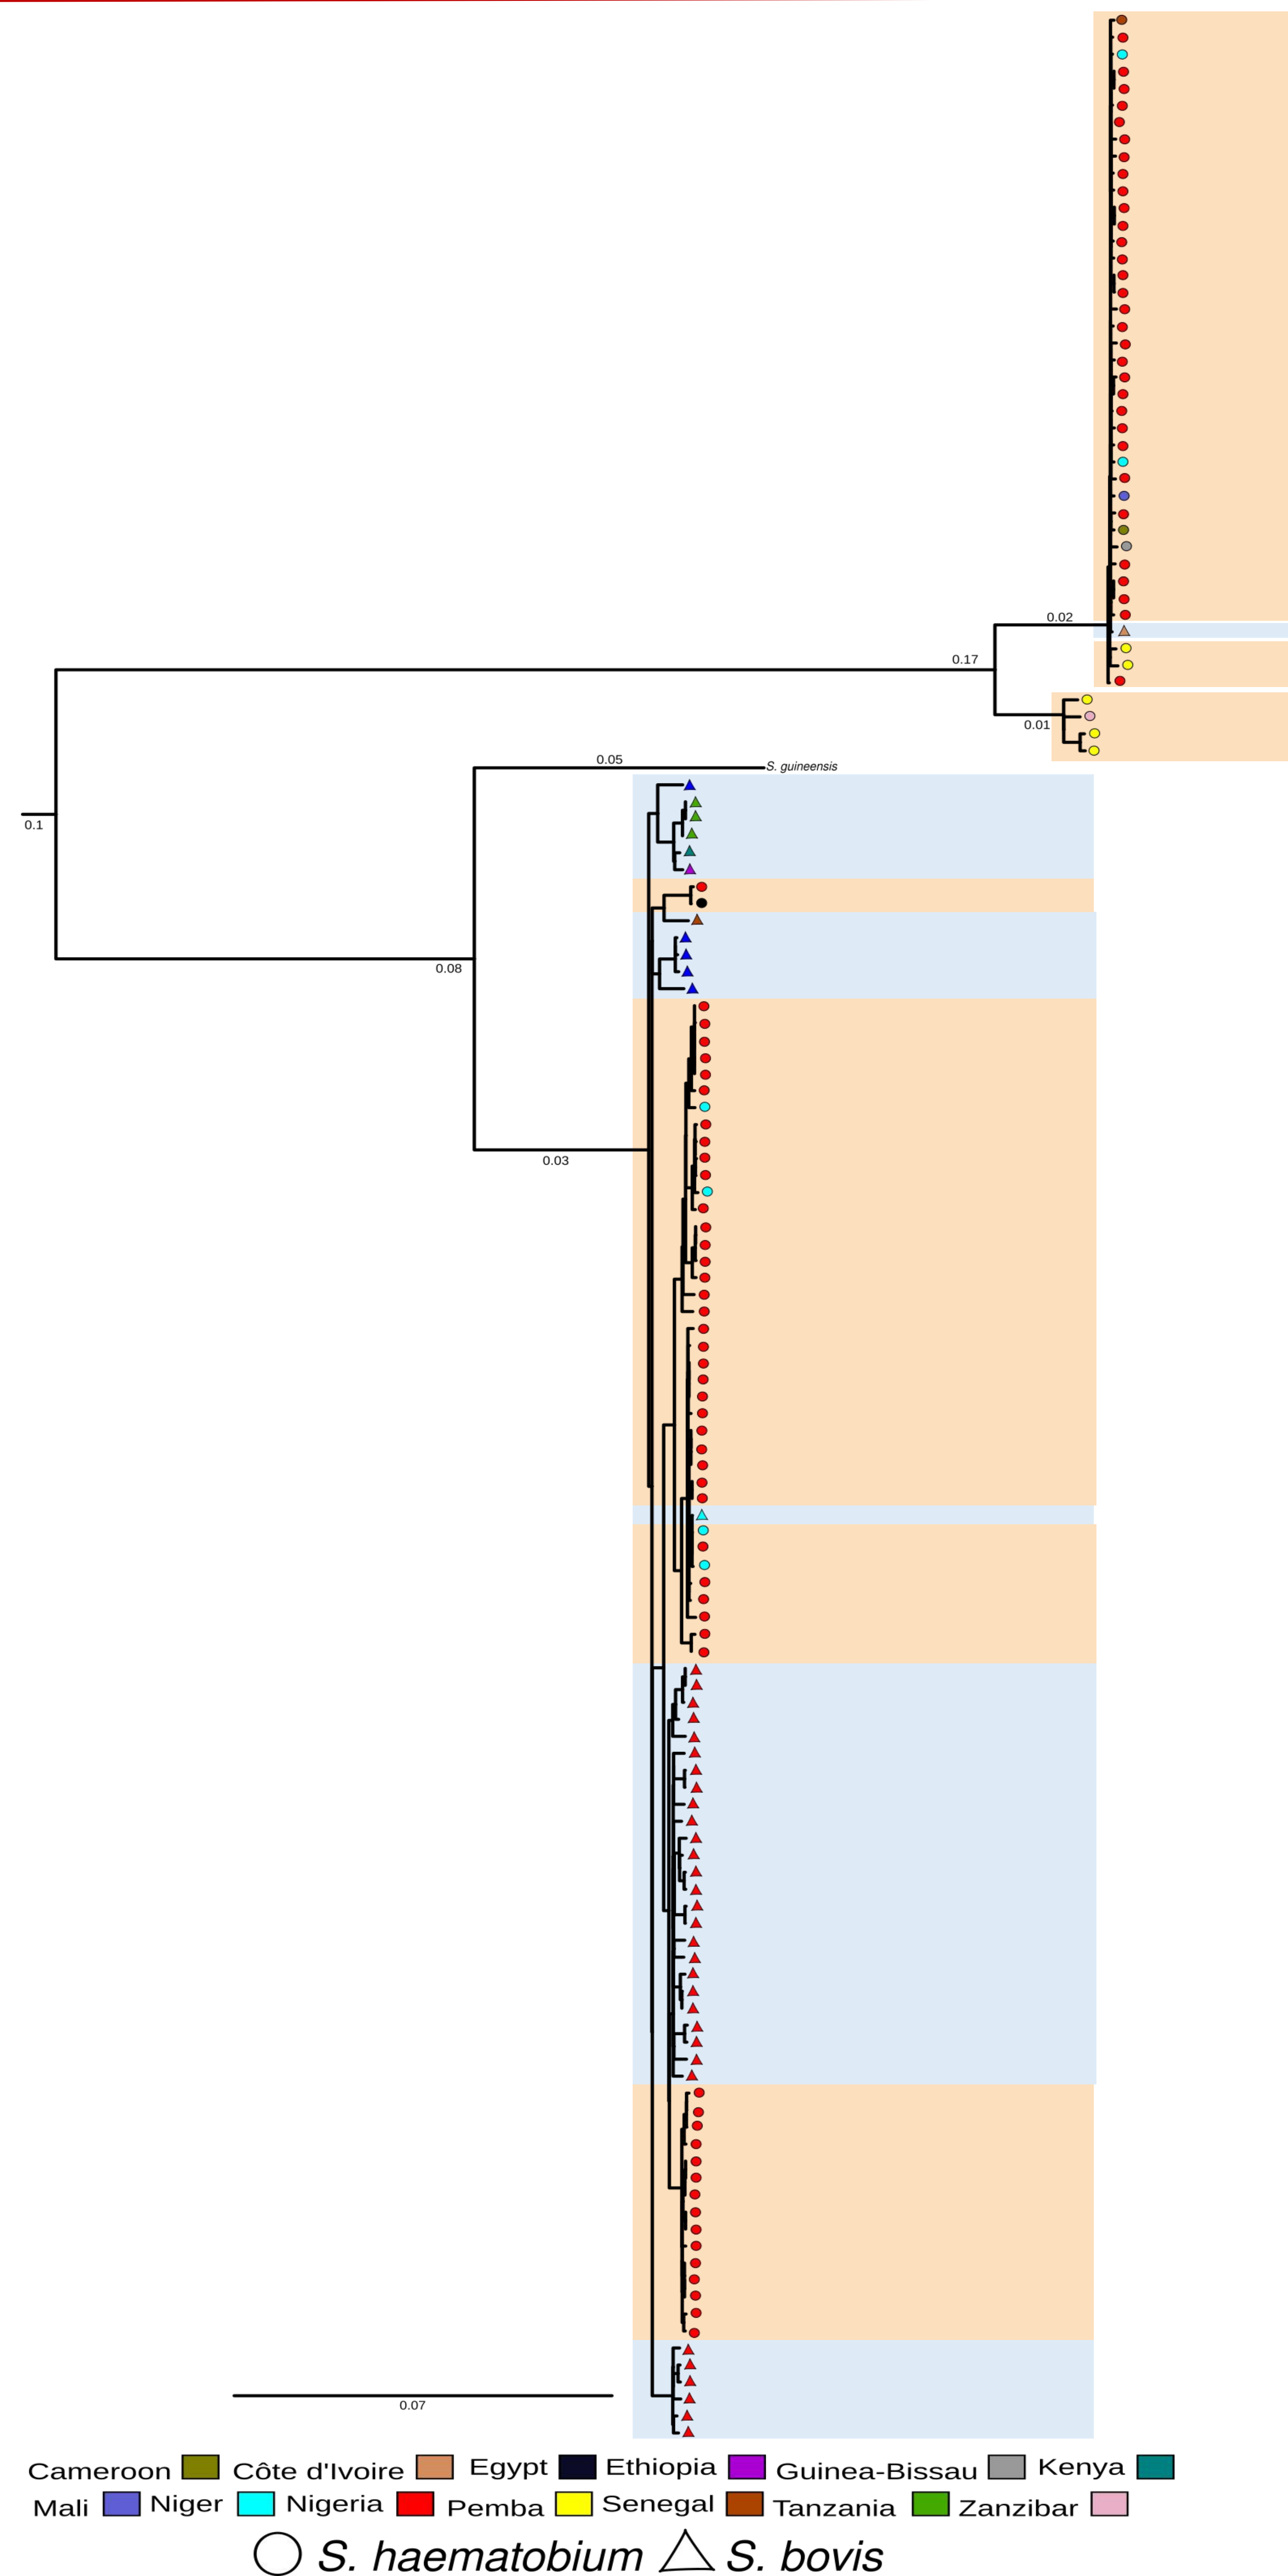 0.02
0.17
0.01
0.05
S. guineensis
0.1
0.08
0.03
0.07
Cameroon Côte d'Ivoire Egypt Ethiopia Guinea-Bissau Kenya
Mali Niger Nigeria Pemba Senegal Tanzania Zanzibar
S. haematobium S. bovis